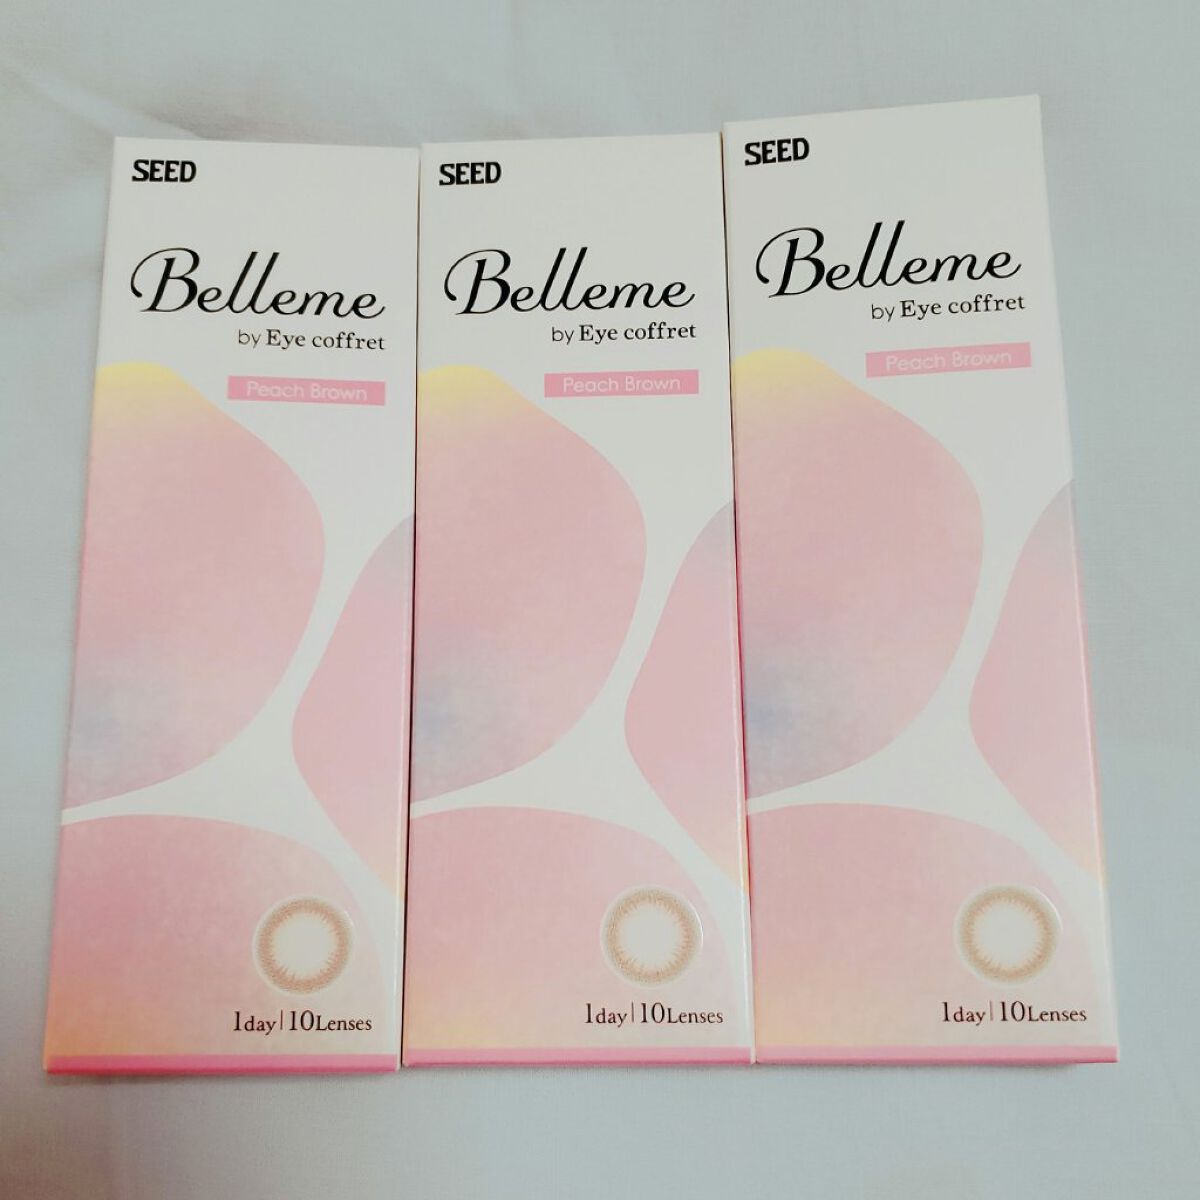 SEED
Belleme
by Eye coffret
Peach Brown
1day | 10Lenses
SEED
Belleme
by Eye coffret
Peach Brown
1day | 10Lenses
SEED
Belleme
by Eye coffret
Peach Brown
1day | 10Lenses